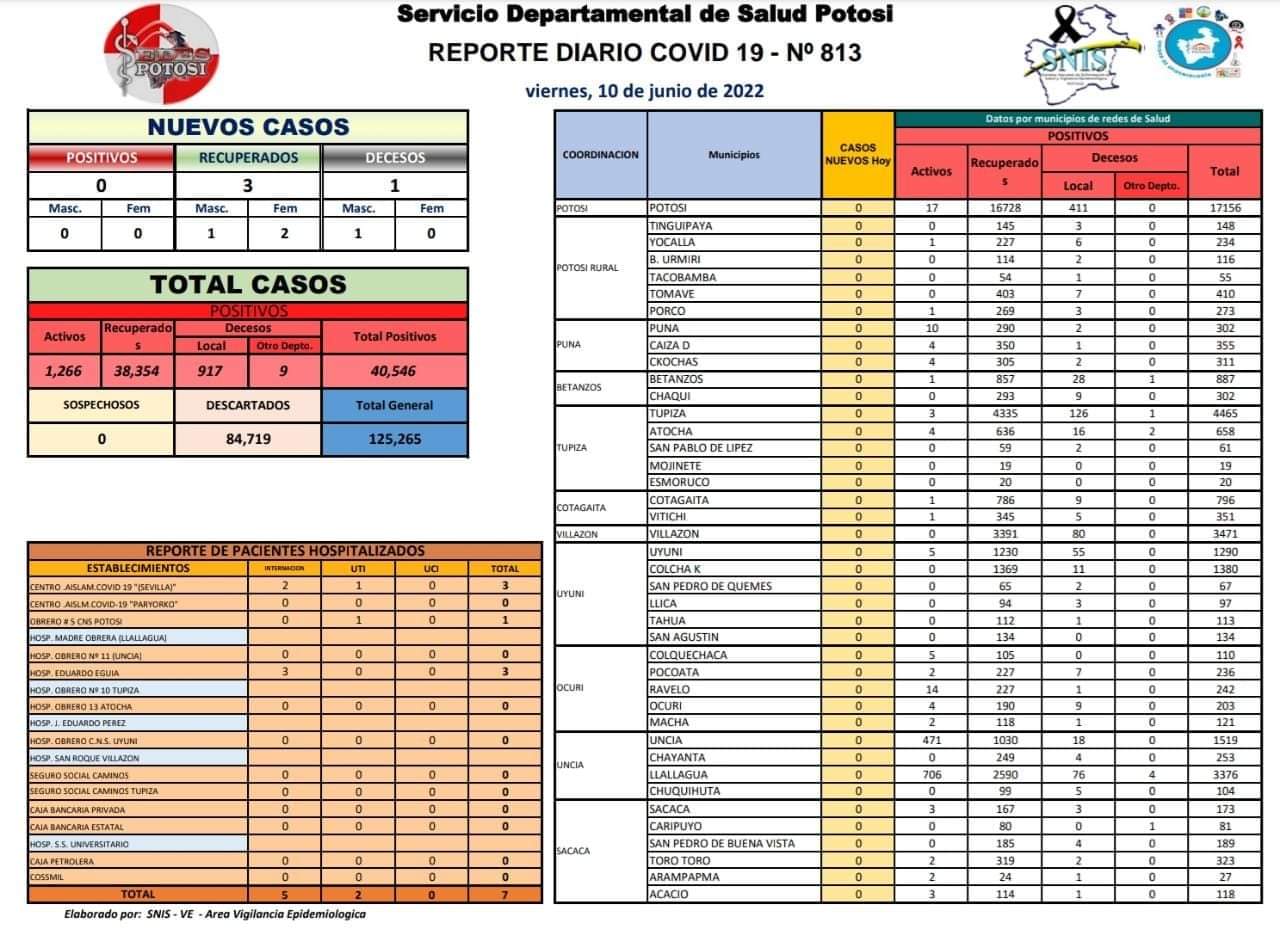 Servicio Departamental de Salud Potosi
REPORTE DIARIO COVID 19 - Nº 813
viernes, 10 de junio de 2022
SEDES
POTOSI
SNIS
NUEVOS CASOS
POSITIVOS RECUPERADOS DECESOS
0 3 1
Masc. Fem Masc. Fem Masc. Fem
0 0 1 2 1 0
TOTAL CASOS
POSITIVOS
Activos Recuperado s Decesos Total Positivos
Local Otro Depto.
1,266 38,354 917 9 40,546
SOSPECHOSOS DESCARTADOS Total General
0 84,719 125,265
REPORTE DE PACIENTES HOSPITALIZADOS
ESTABLECIMIENTOS INTERNACION UTI UCI TOTAL
CENTRO .AISLAM.COVID 19 "(SEVILLA)" 2 1 0 3
CENTRO .AISLM.COVID-19 "PARYORKO" 0 0 0 0
OBRERO # 5 CNS POTOSI 0 1 0 1
HOSP. MADRE OBRERA (LLALLAGUA)
HOSP. OBRERO Nº 11 (UNCIA) 0 0 0 0
HOSP. EDUARDO EGUIA 3 0 0 3
HOSP. OBRERO Nº 10 TUPIZA
HOSP. OBRERO 13 ATOCHA 0 0 0 0
HOSP. J. EDUARDO PEREZ
HOSP. OBRERO C.N.S. UYUNI 0 0 0 0
HOSP. SAN ROQUE VILLAZON
SEGURO SOCIAL CAMINOS 0 0 0 0
SEGURO SOCIAL CAMINOS TUPIZA 0 0 0 0
CAJA BANCARIA PRIVADA 0 0 0 0
CAJA BANCARIA ESTATAL 0 0 0 0
HOSP. S.S. UNIVERSITARIO
CAJA PETROLERA 0 0 0 0
COSSMIL 0 0 0 0
TOTAL 5 2 0 7
Elaborado por: SNIS - VE - Area Vigilancia Epidemiologica
Datos por municipios de redes de Salud
COORDINACION Municipios CASOS NUEVOS Hoy POSITIVOS
Activos Recuperado s Decesos Total
Local Otro Depto.
POTOSI POTOSI 0 17 16728 411 0 17156
POTOSI RURAL TINGUIPAYA 0 0 145 3 0 148
YOCALLA 0 1 227 6 0 234
B. URMIRI 0 0 114 2 0 116
TACOBAMBA 0 0 54 1 0 55
TOMAVE 0 0 403 7 0 410
PORCO 0 1 269 3 0 273
PUNA PUNA 0 10 290 2 0 302
CAIZA D 0 4 350 1 0 355
CKOCHAS 0 4 305 2 0 311
BETANZOS BETANZOS 0 1 857 28 1 887
CHAQUI 0 0 293 9 0 302
TUPIZA TUPIZA 0 3 4335 126 1 4465
ATOCHA 0 4 636 16 2 658
SAN PABLO DE LIPEZ 0 0 59 2 0 61
MOJINETE 0 0 19 0 0 19
ESMORUCO 0 0 20 0 0 20
COTAGAITA COTAGAITA 0 1 786 9 0 796
VITICHI 0 1 345 5 0 351
VILLAZON VILLAZON 0 0 3391 80 0 3471
UYUNI UYUNI 0 5 1230 55 0 1290
COLCHA K 0 0 1369 11 0 1380
SAN PEDRO DE QUEMES 0 0 65 2 0 67
LLICA 0 0 94 3 0 97
TAHUA 0 0 112 1 0 113
SAN AGUSTIN 0 0 134 0 0 134
OCURI COLQUECHACA 0 5 105 0 0 110
POCOATA 0 2 227 7 0 236
RAVELO 0 14 227 1 0 242
OCURI 0 4 190 9 0 203
MACHA 0 2 118 1 0 121
UNCIA UNCIA 0 471 1030 18 0 1519
CHAYANTA 0 0 249 4 0 253
LLALLAGUA 0 706 2590 76 4 3376
CHUQUIHUTA 0 0 99 5 0 104
SACACA SACACA 0 3 167 3 0 173
CARIPUYO 0 0 80 0 1 81
SAN PEDRO DE BUENA VISTA 0 0 185 4 0 189
TORO TORO 0 2 319 2 0 323
ARAMPAPMA 0 2 24 1 0 27
ACACIO 0 3 114 1 0 118